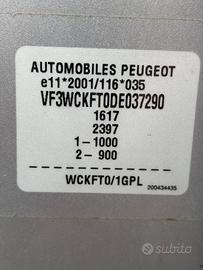 AUTOMOBILES PEUGEOT
e11*2001/116*035
VF3WCKFT0DE037290
1617
2397
1-1000
2-900
WCKFT0/1GPL
200434435
subito